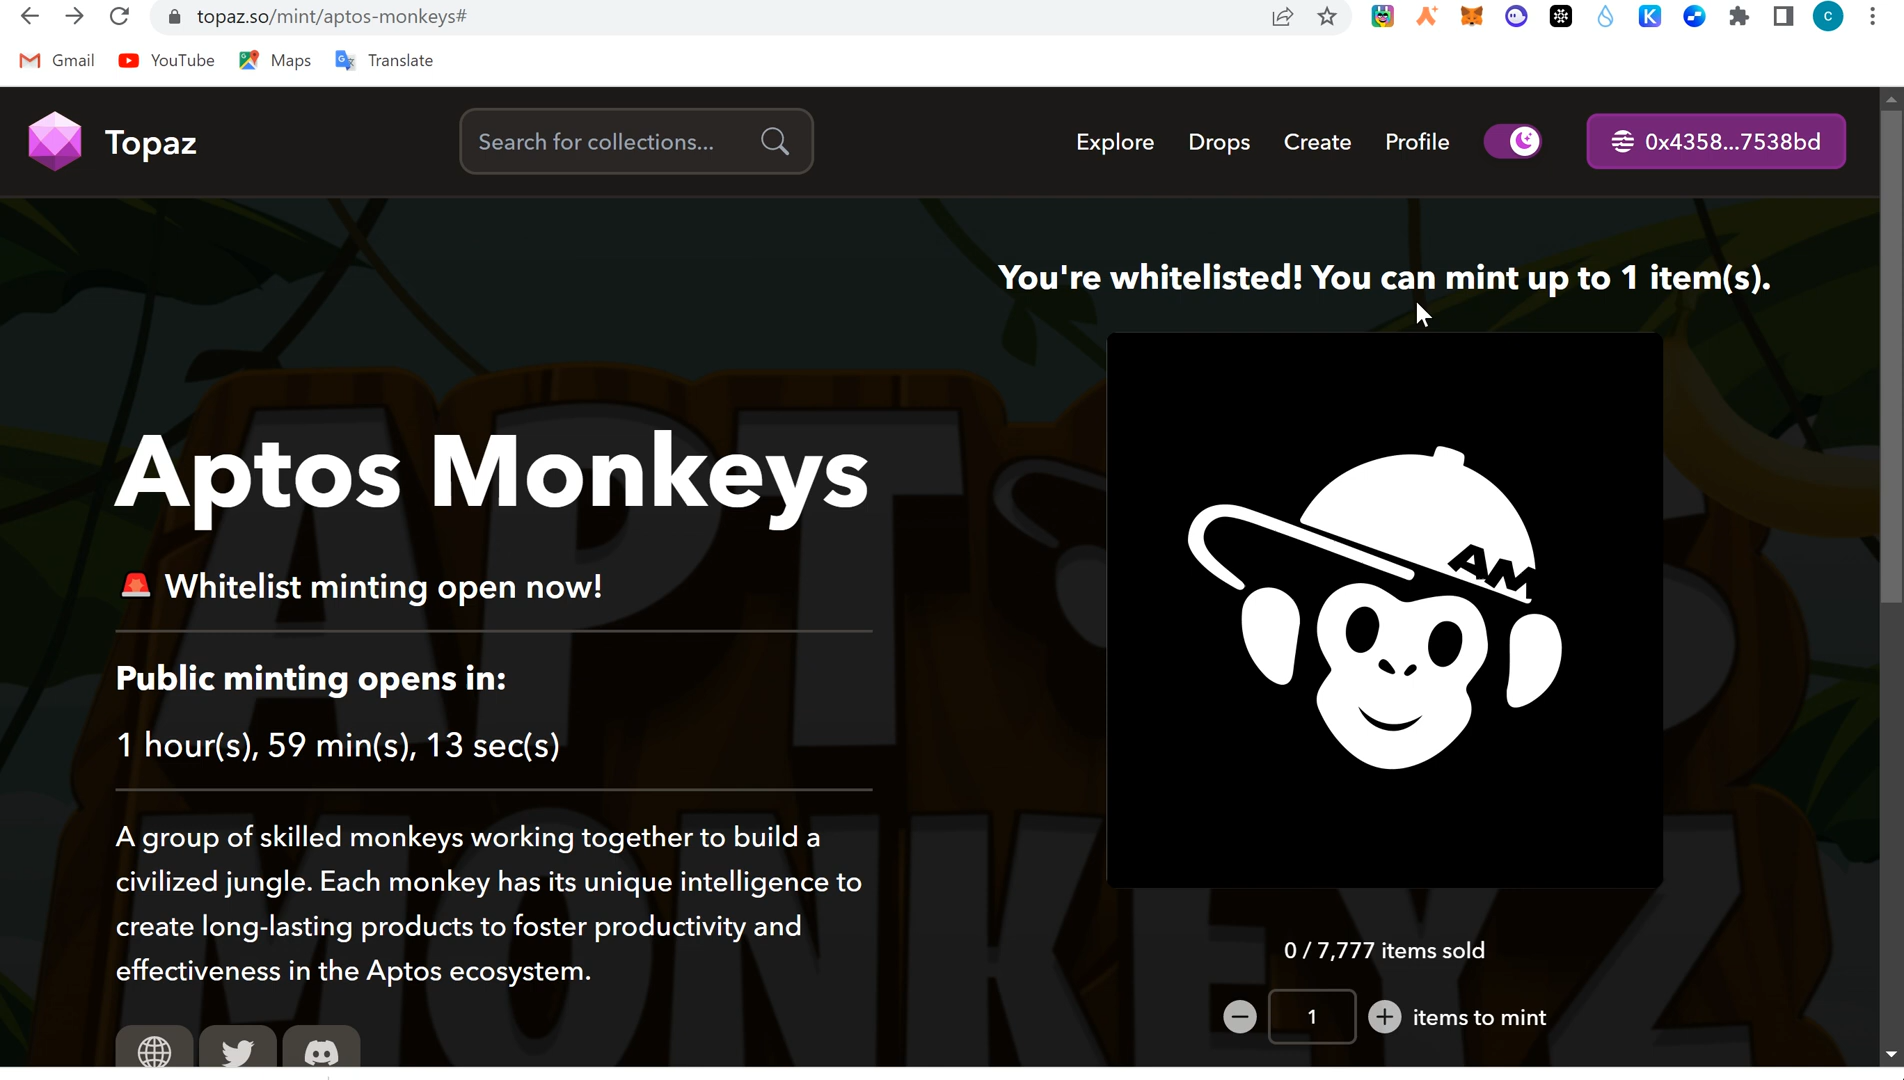 topaz.so/mint/aptos-monkeys#
C
Gmail
YouTube
Maps
Translate
Topaz
Search for collections...
Explore
Drops
Create
Profile
0x4358...7538bd
You're whitelisted! You can mint up to 1 item(s).
Aptos Monkeys
Whitelist minting open now!
Public minting opens in:
1 hour(s), 59 min(s), 13 sec(s)
A group of skilled monkeys working together to build a
civilized jungle. Each monkey has its unique intelligence to
create long-lasting products to foster productivity and
effectiveness in the Aptos ecosystem.
AM
0 / 7,777 items sold
1
items to mint
APTOS
MONKEYZ